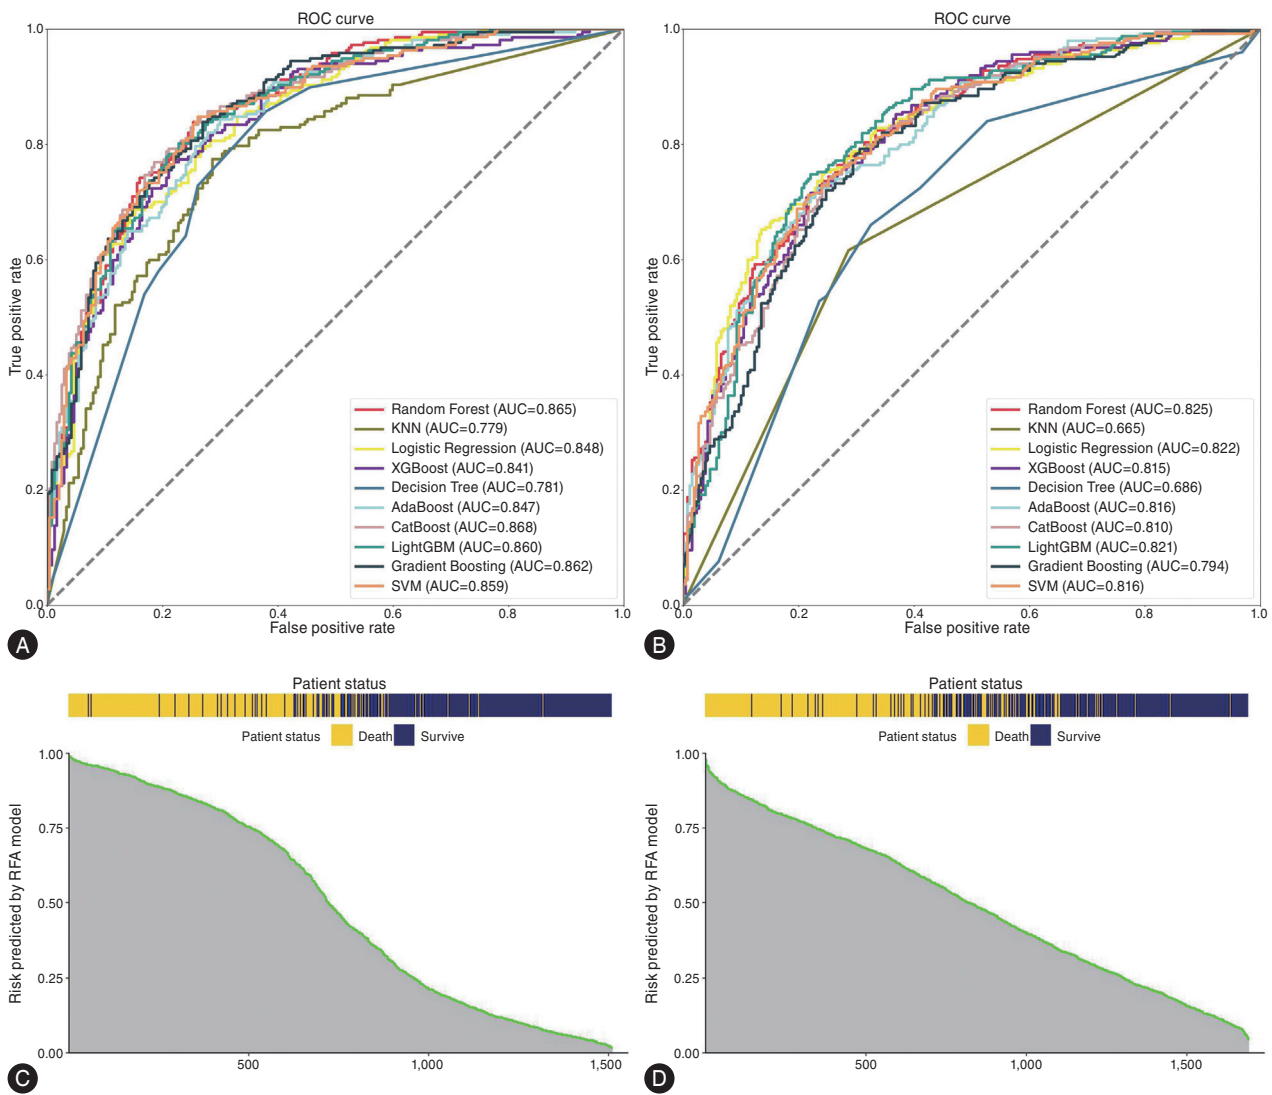 ROC curve
1.0
0.8
0.6
0.4
0.2
0.0
True positive rate
Random Forest (AUC=0.865)
KNN (AUC=0.779)
Logistic Regression (AUC=0.848)
XGBoost (AUC=0.841)
Decision Tree (AUC=0.781)
AdaBoost (AUC=0.847)
CatBoost (AUC=0.868)
LightGBM (AUC=0.860)
Gradient Boosting (AUC=0.862)
SVM (AUC=0.859)
0.0 0.2 0.4 0.6 0.8 1.0
False positive rate
A
ROC curve
1.0
0.8
0.6
0.4
0.2
0.0
True positive rate
Random Forest (AUC=0.825)
KNN (AUC=0.665)
Logistic Regression (AUC=0.822)
XGBoost (AUC=0.815)
Decision Tree (AUC=0.686)
AdaBoost (AUC=0.816)
CatBoost (AUC=0.810)
LightGBM (AUC=0.821)
Gradient Boosting (AUC=0.794)
SVM (AUC=0.816)
0.0 0.2 0.4 0.6 0.8 1.0
False positive rate
B
Patient status
Patient status Death Survive
1.00
0.75
0.50
0.25
0.00
Risk predicted by RFA model
500 1,000 1,500
C
Patient status
Patient status Death Survive
1.00
0.75
0.50
0.25
0.00
Risk predicted by RFA model
500 1,000 1,500
D